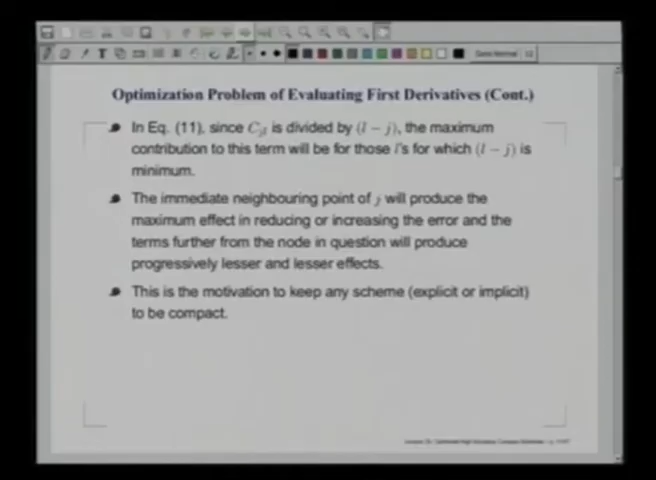 Optimization Problem of Evaluating First Derivatives (Cont.)
In Eq. (11), since C_{jl} is divided by (l − j), the maximum
contribution to this term will be for those l's for which (l − j) is
minimum.
The immediate neighbouring point of j will produce the
maximum effect in reducing or increasing the error and the
terms further from the node in question will produce
progressively lesser and lesser effects.
This is the motivation to keep any scheme (explicit or implicit)
to be compact.